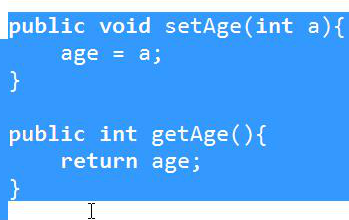 public void setAge(int a){
    age = a;
}

public int getAge(){
    return age;
}